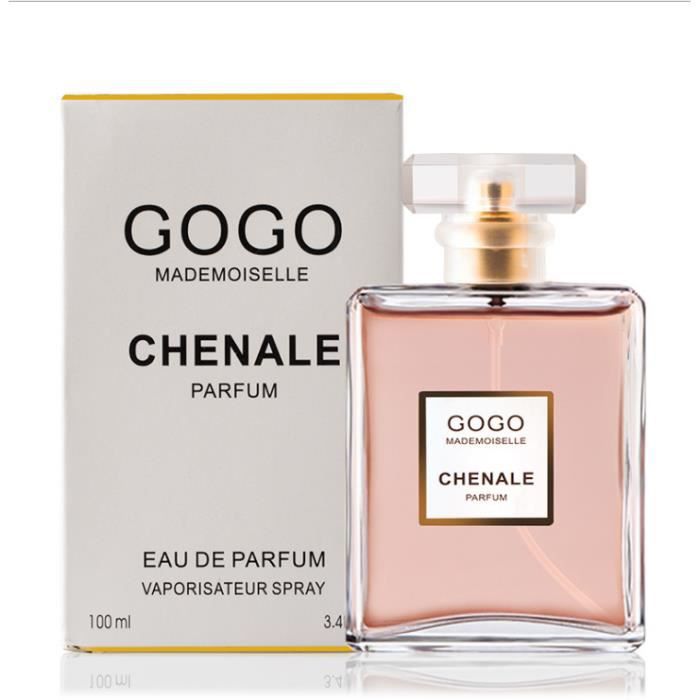 GOGO
MADEMOISELLE
CHENALE
PARFUM
EAU DE PARFUM
VAPORISATEUR SPRAY
100 ml
3.4
GOGO
MADEMOISELLE
CHENALE
PARFUM